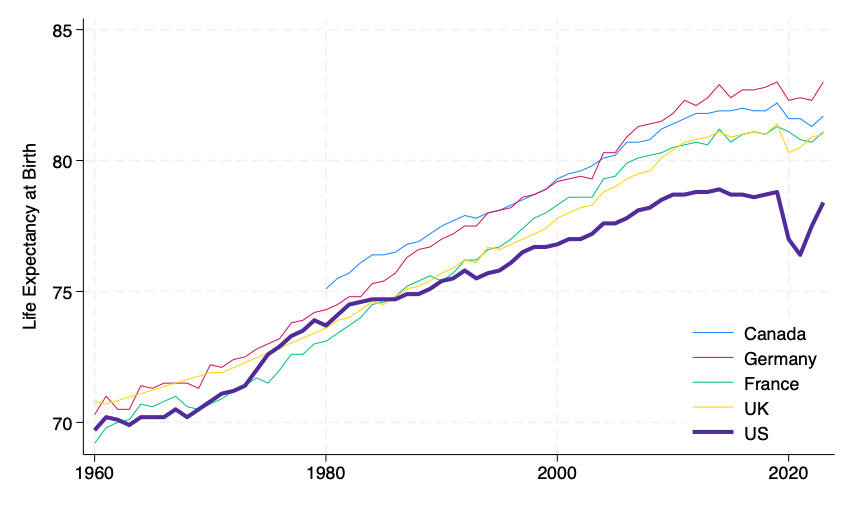 Life Expectancy at Birth
85
80
75
70
1960
1980
2000
2020
Canada
Germany
France
UK
US